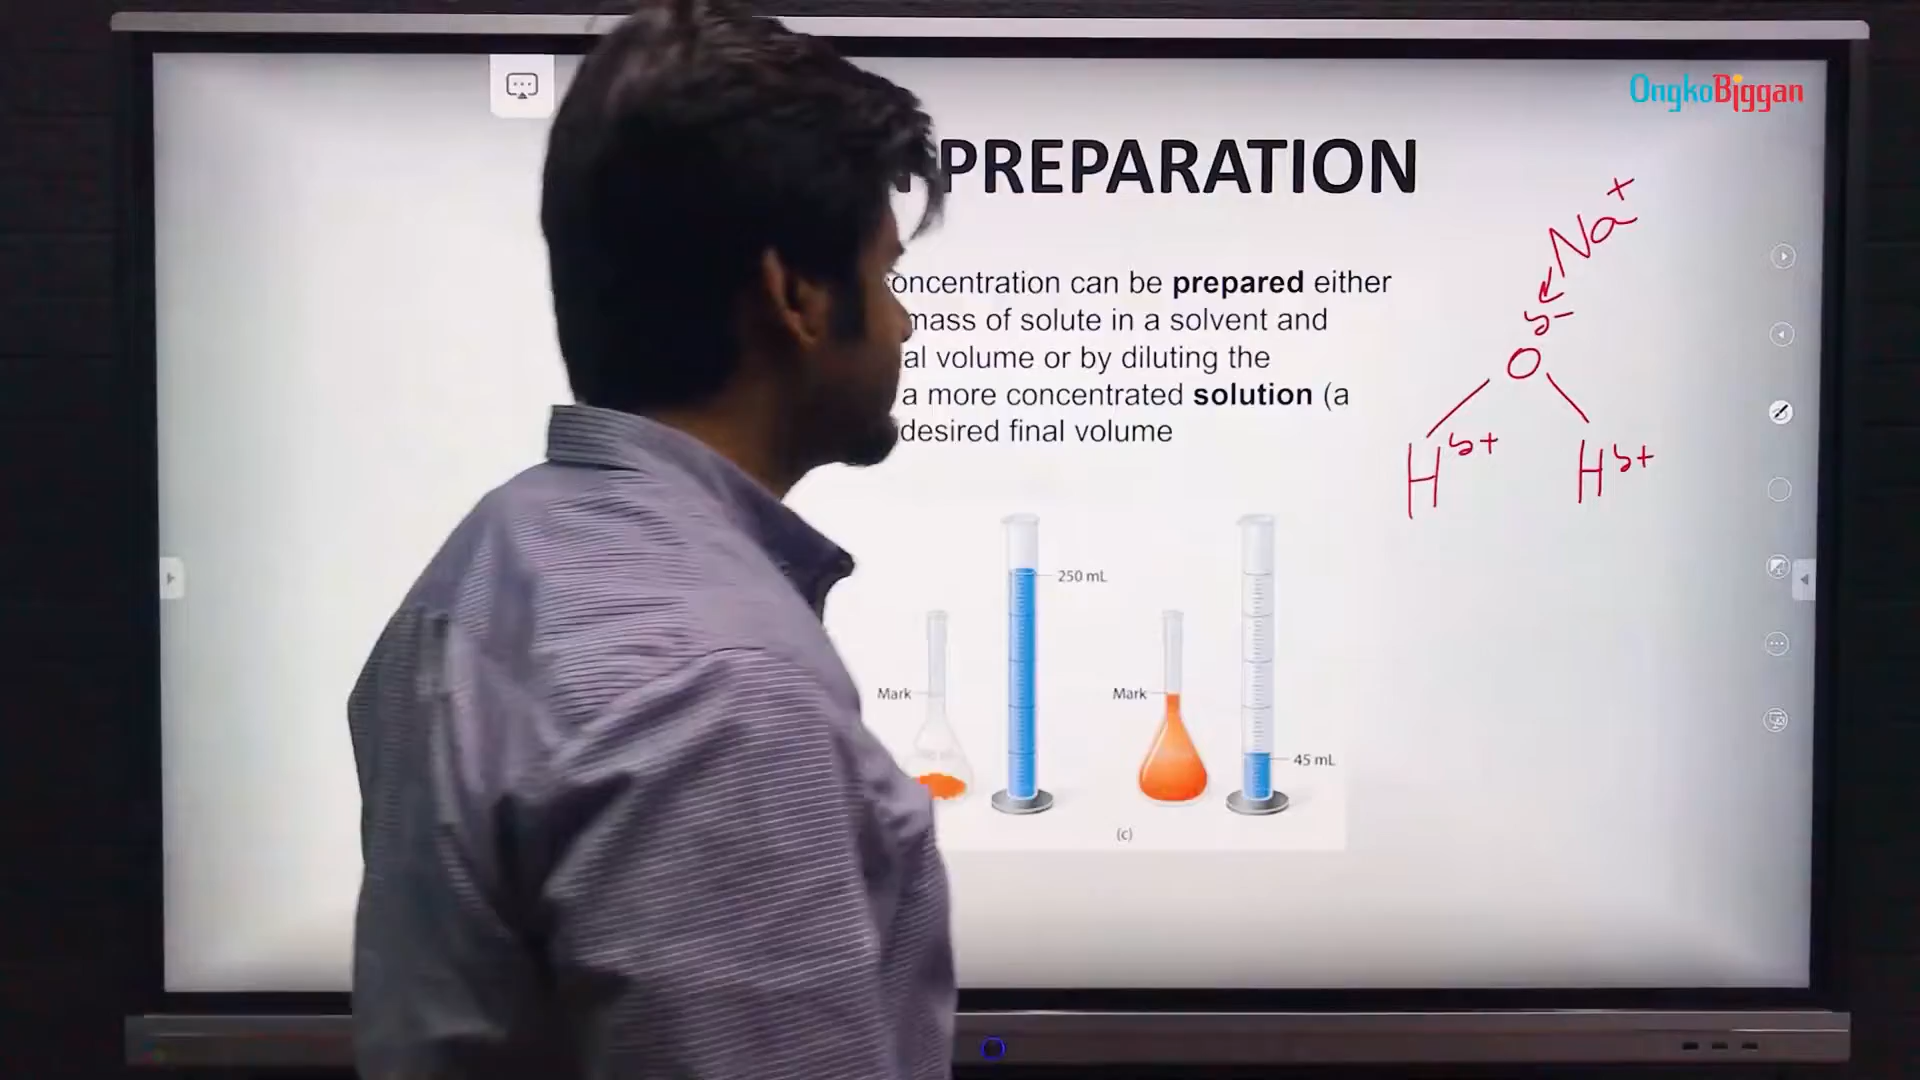 OngkoBiggan
PREPARATION
concentration can be prepared either
mass of solute in a solvent and
volume or by diluting the
a more concentrated solution (a
desired final volume
Na+
δ-
O
Hδ+ Hδ+
250 mL
Mark
Mark
45 mL
(c)